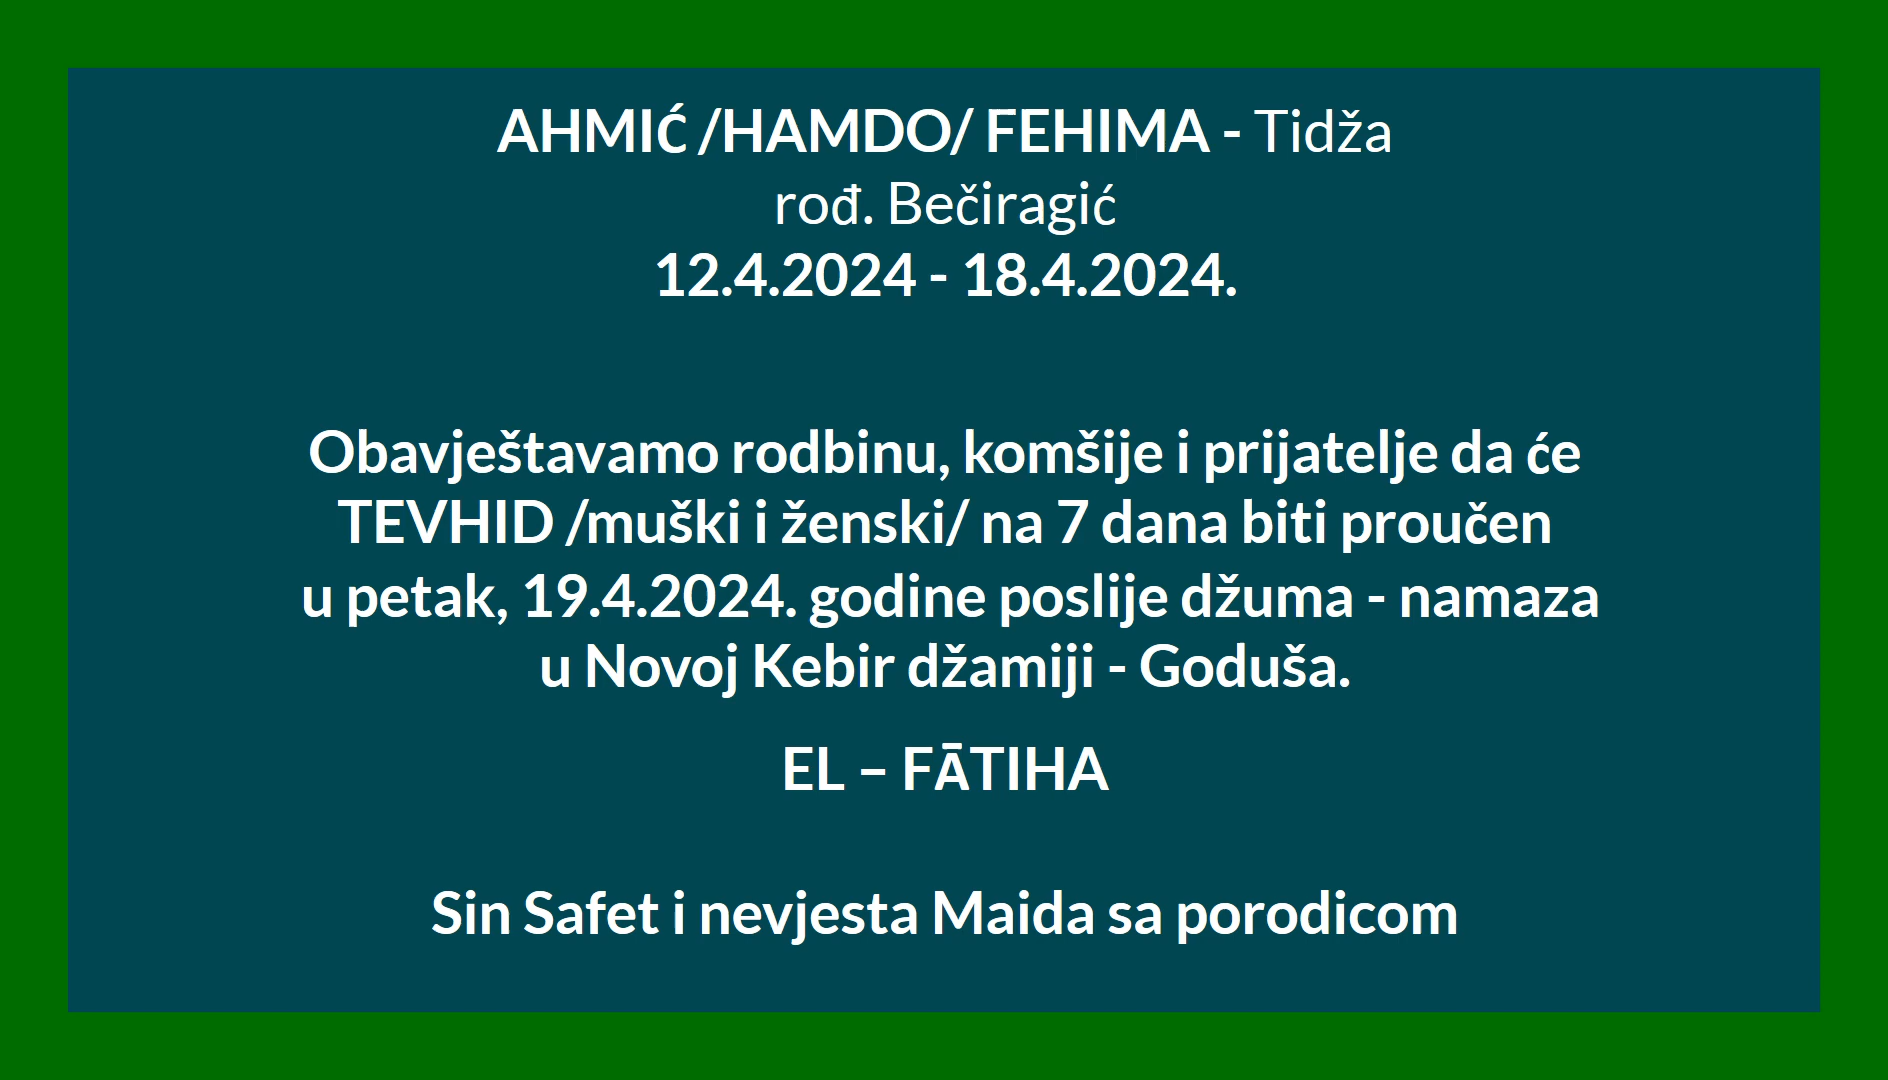 AHMIĆ /HAMDO/ FEHIMA - Tidža
rođ. Bečiragić
12.4.2024 - 18.4.2024.
Obavještavamo rodbinu, komšije i prijatelje da će
TEVHID /muški i ženski/ na 7 dana biti proučen
u petak, 19.4.2024. godine poslije džuma - namaza
u Novoj Kebir džamiji - Goduša.
EL – FĀTIHA
Sin Safet i nevjesta Maida sa porodicom